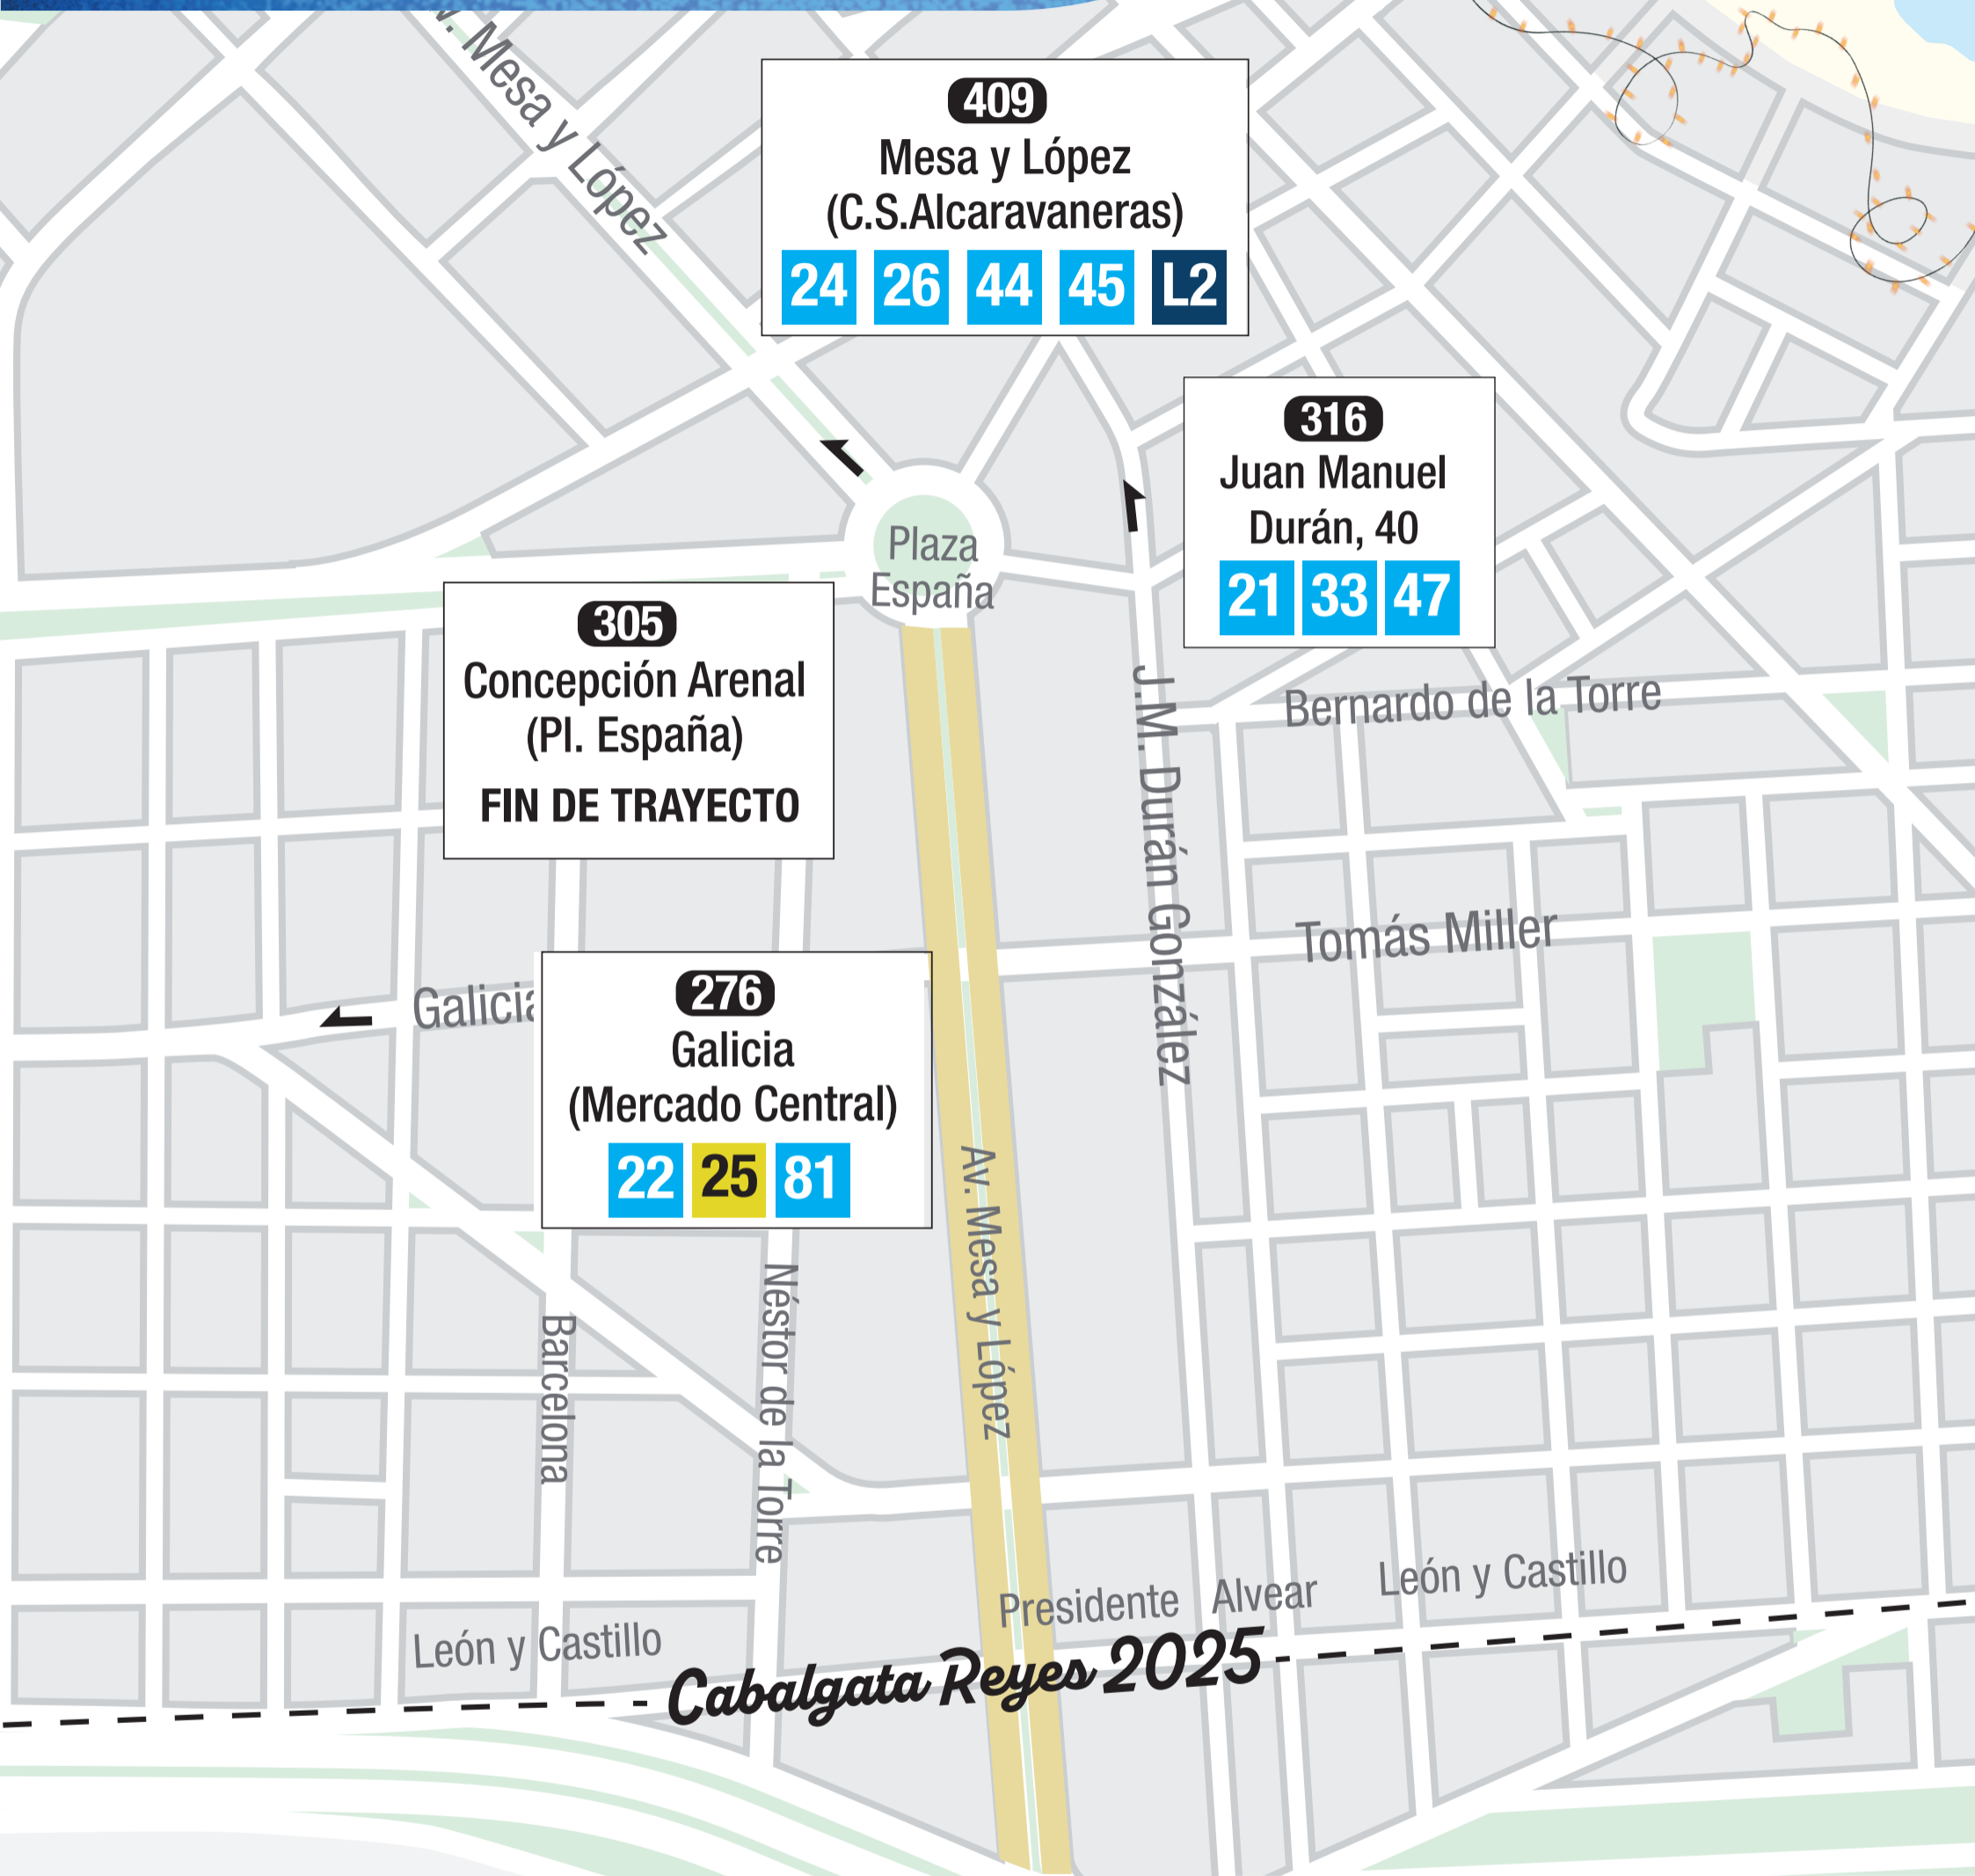 v. Mesa y López
409
Mesa y López
(C.S.Alcaravaneras)
24 26 44 45 L2
316
Juan Manuel
Durán, 40
21 33 47
Plaza
España
305
Concepción Arenal
(Pl. España)
FIN DE TRAYECTO
J.M. Durán González
Bernardo de la Torre
Tomás Miller
Galicia
276
Galicia
(Mercado Central)
22 25 81
Av. Mesa y López
Barcelona
Néstor de la Torre
Presidente Alvear
León y Castillo
León y Castillo
Cabalgata Reyes 2025